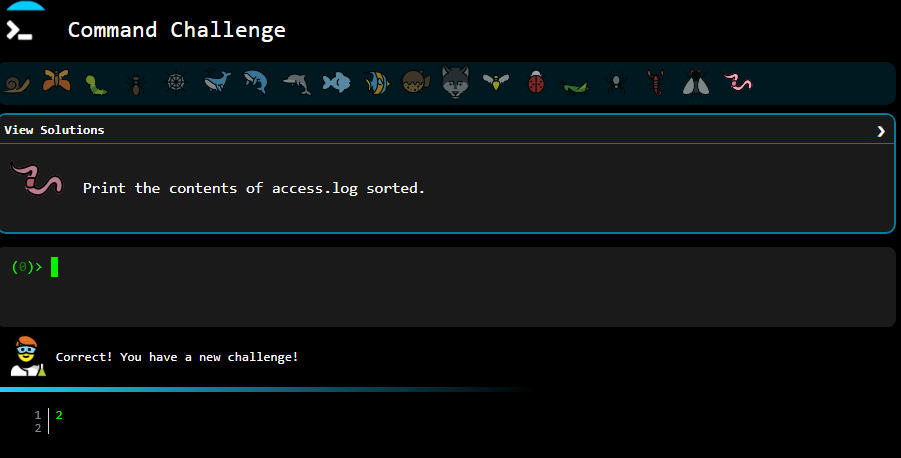 Command Challenge
View Solutions
Print the contents of access.log sorted.
(0)>
Correct! You have a new challenge!
1 2
2